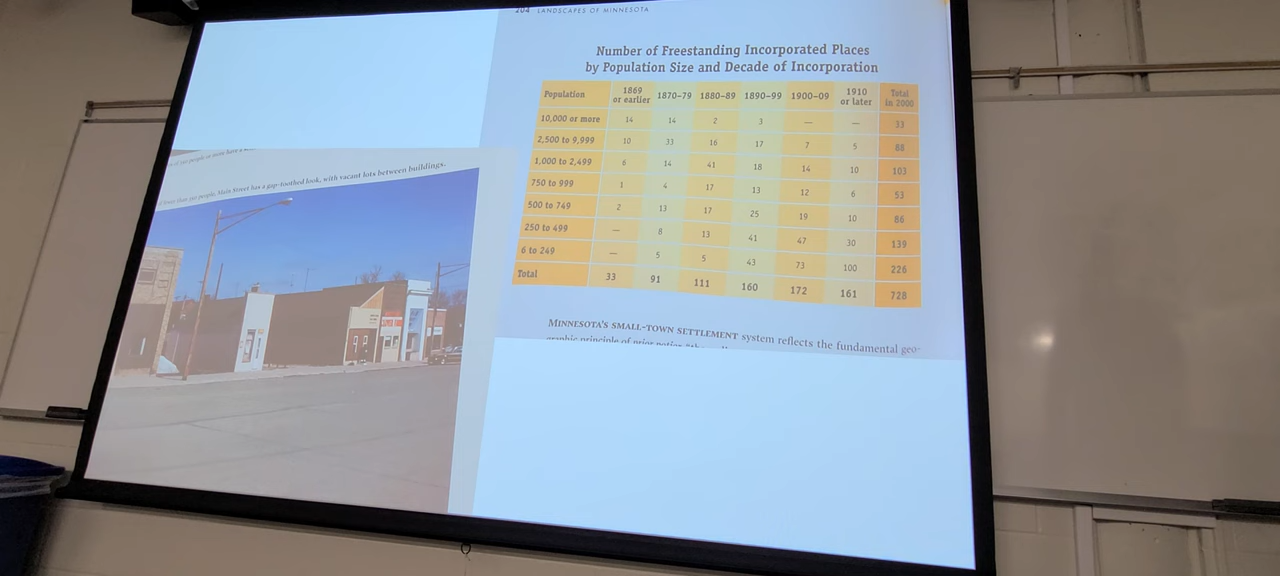 204 LANDSCAPES OF MINNESOTA
Number of Freestanding Incorporated Places
by Population Size and Decade of Incorporation
Population 1869 or earlier 1870–79 1880–89 1890–99 1900–09 1910 or later Total in 2000
10,000 or more 14 14 2 3 — — 33
2,500 to 9,999 10 33 16 17 7 5 88
1,000 to 2,499 6 14 41 18 14 10 103
750 to 999 1 4 17 13 12 6 53
500 to 749 2 13 17 25 19 10 86
250 to 499 — 8 13 41 47 30 139
6 to 249 — 5 5 43 73 100 226
Total 33 91 111 160 172 161 728
MINNESOTA'S SMALL-TOWN SETTLEMENT system reflects the fundamental geo-
graphic principle of prior
people, Main Street has a gap-toothed look, with vacant lots between buildings.